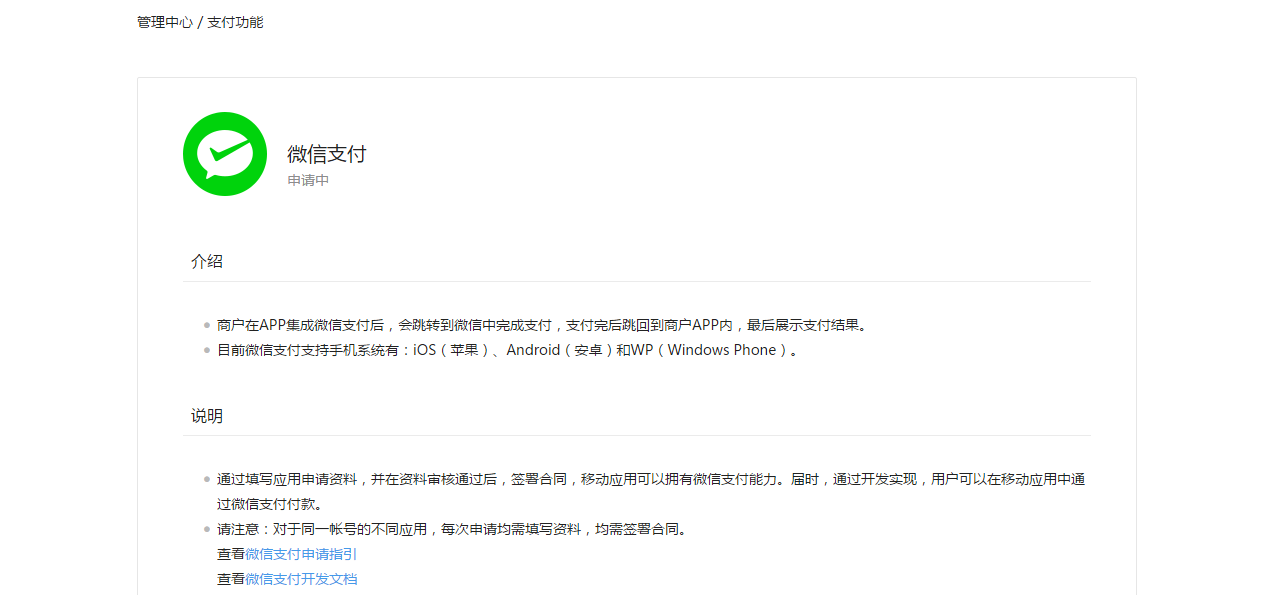 管理中心 / 支付功能
微信支付
申请中
介绍
商户在APP集成微信支付后，会跳转到微信中完成支付，支付完后跳回到商户APP内，最后展示支付结果。
目前微信支付支持手机系统有：iOS（苹果）、Android（安卓）和WP（Windows Phone）。
说明
通过填写应用申请资料，并在资料审核通过后，签署合同，移动应用可以拥有微信支付能力。届时，通过开发实现，用户可以在移动应用中通
过微信支付付款。
请注意：对于同一帐号的不同应用，每次申请均需填写资料，均需签署合同。
查看微信支付申请指引
查看微信支付开发文档